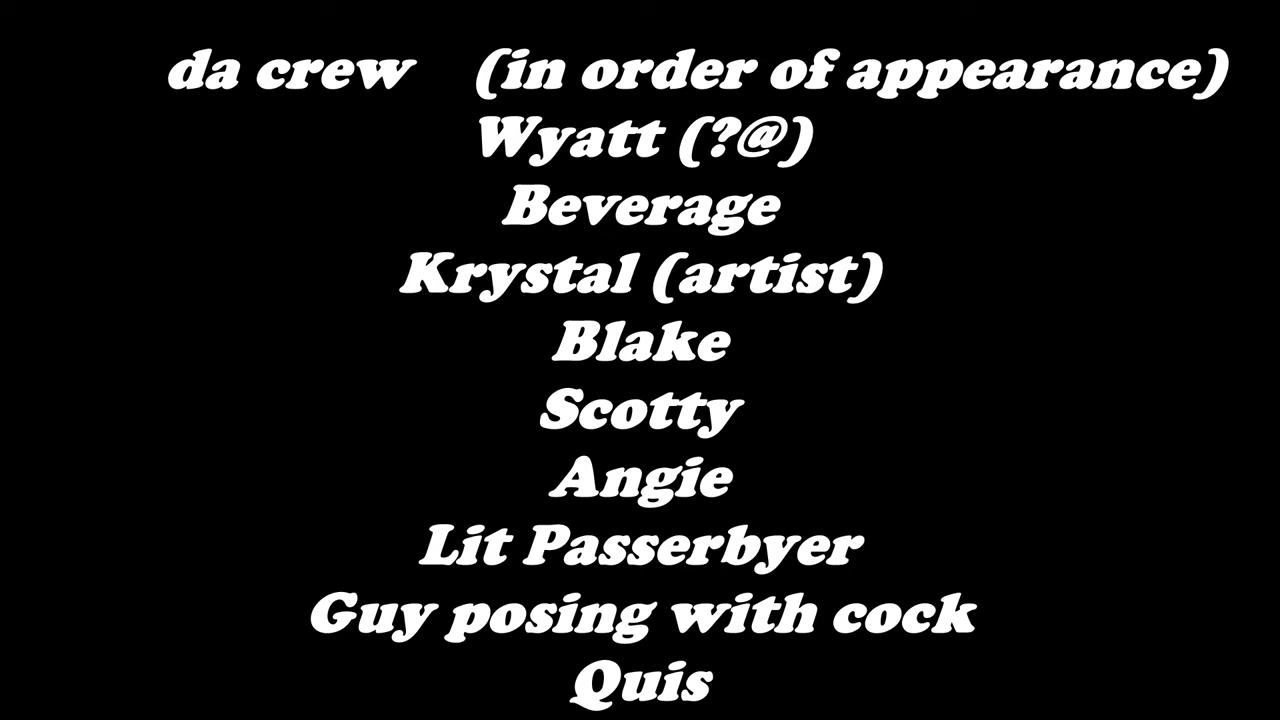 da crew (in order of appearance)
Wyatt (?@)
Beverage
Krystal (artist)
Blake
Scotty
Angie
Lit Passerbyer
Guy posing with cock
Quis